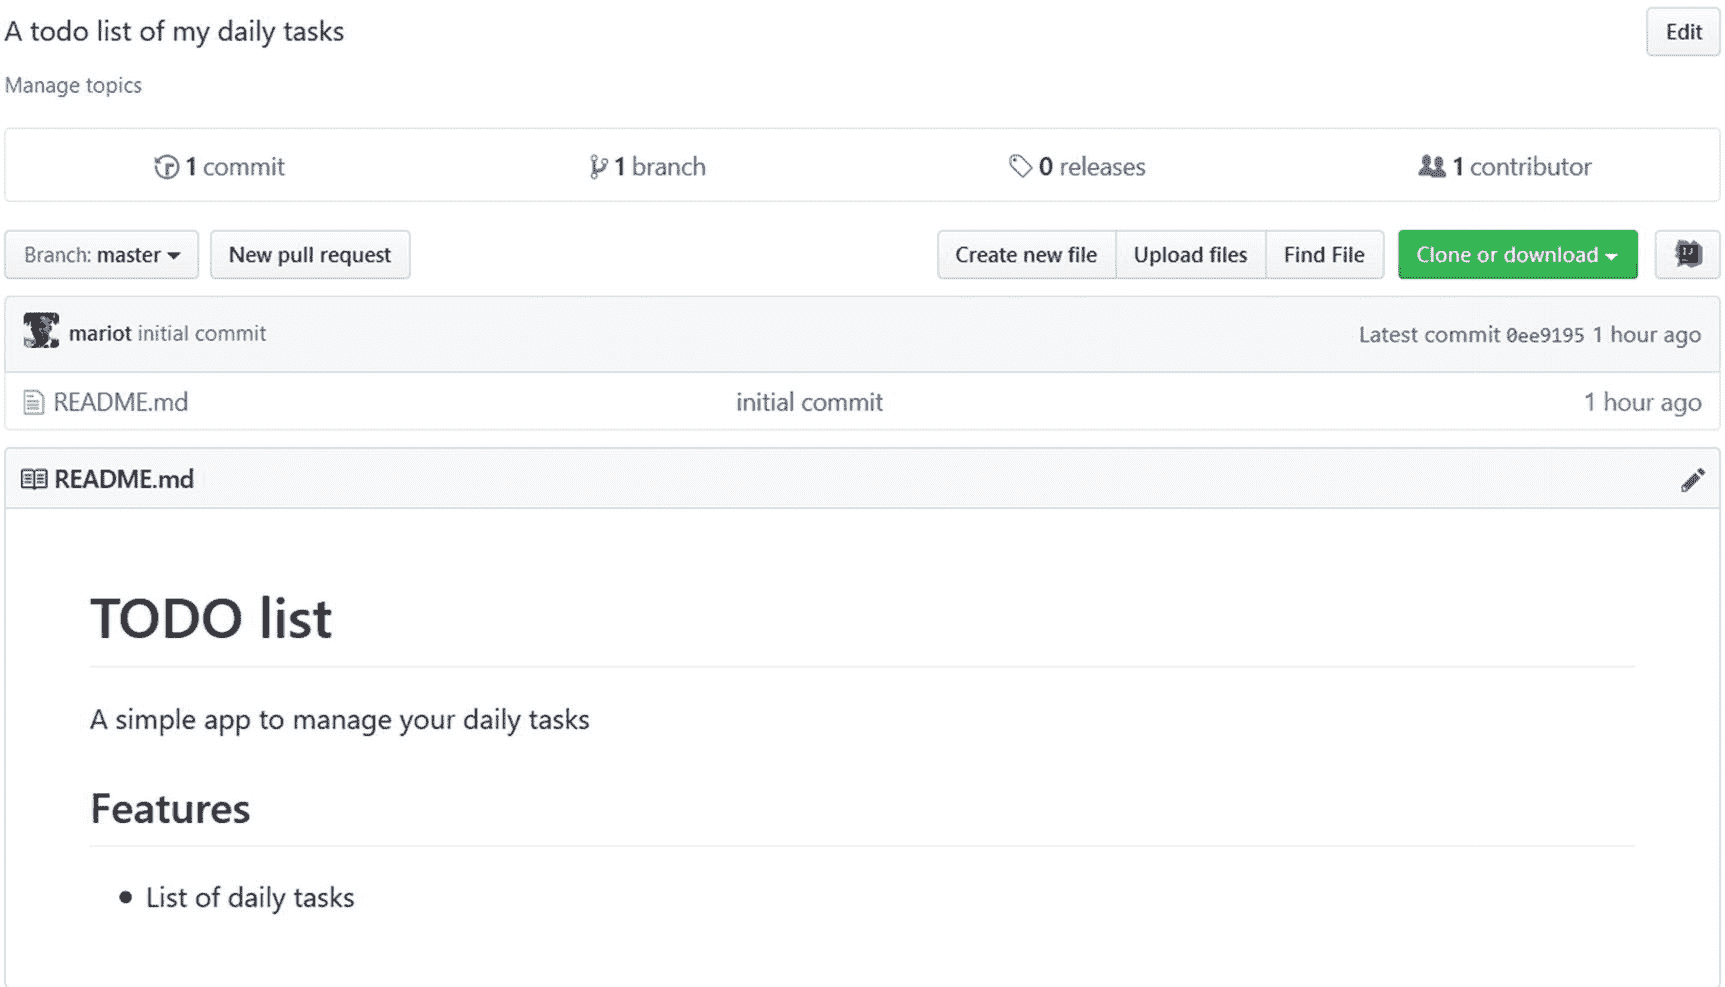 A todo list of my daily tasks
Edit
Manage topics
1 commit
1 branch
0 releases
1 contributor
Branch: master
New pull request
Create new file
Upload files
Find File
Clone or download
mariot initial commit
Latest commit 0ee9195 1 hour ago
README.md
initial commit
1 hour ago
README.md
TODO list
A simple app to manage your daily tasks
Features
List of daily tasks